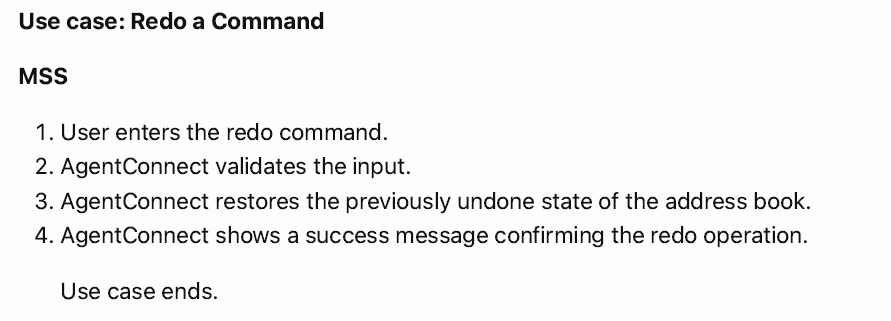 Use case: Redo a Command
MSS
1. User enters the redo command.
2. AgentConnect validates the input.
3. AgentConnect restores the previously undone state of the address book.
4. AgentConnect shows a success message confirming the redo operation.
Use case ends.